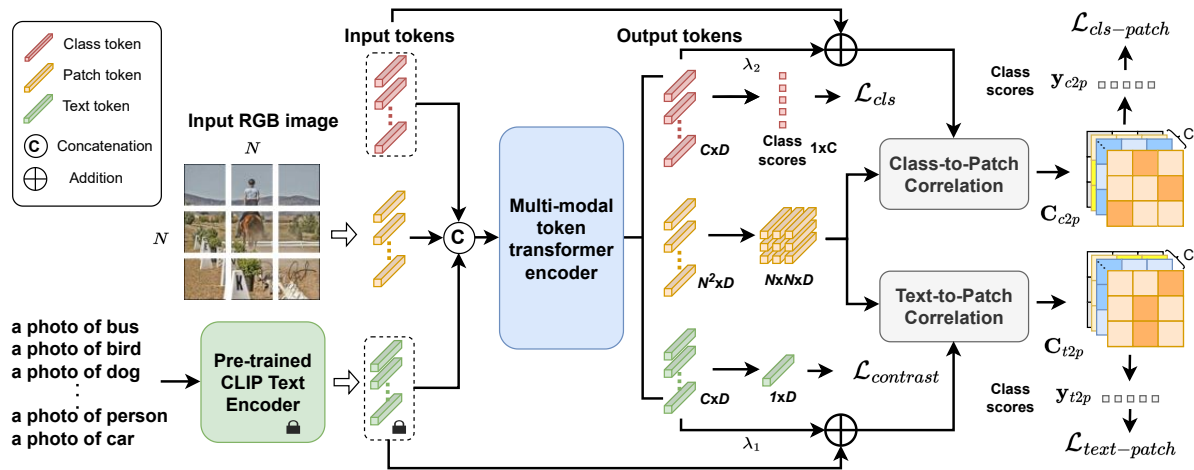 Class token
Patch token
Text token
C
Concatenation
Addition
Input RGB image
N
N
K
a photo of bus
a photo of bird
a photo of dog
a photo of person
a photo of car
Pre-trained
CLIP Text
Encoder
Input tokens
C
Multi-modal
token
transformer
encoder
Output tokens
CxD
N²xD
CxD
λ₂
Class
scores 1xC
ℒ_cls
NxNxD
1xD
ℒ_contrast
λ₁
Class-to-Patch
Correlation
Text-to-Patch
Correlation
ℒ_cls−patch
Class
scores
y_c2p
C
C_c2p
C
C_t2p
Class
scores
y_t2p
ℒ_text−patch